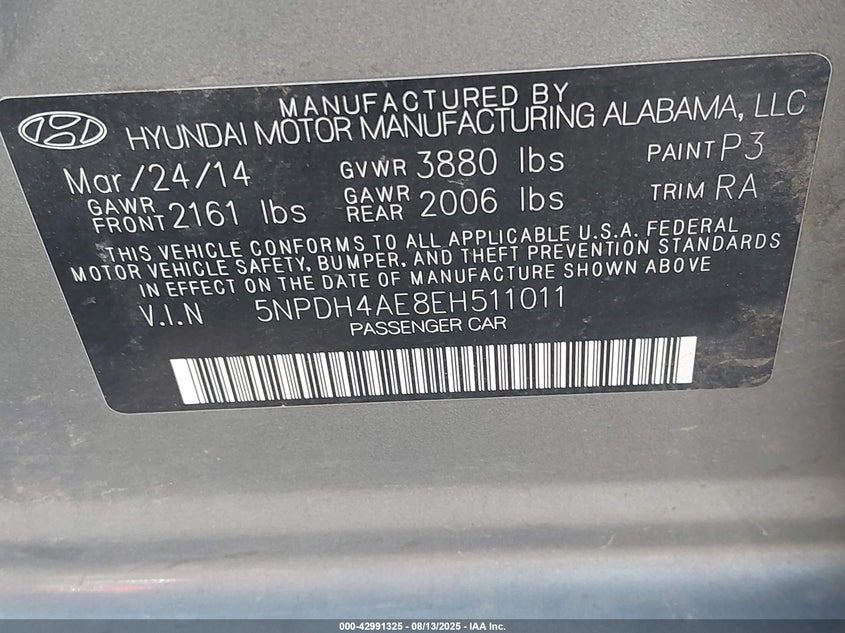 MANUFACTURED BY
HYUNDAI MOTOR MANUFACTURING ALABAMA, LLC
Mar/24/14 GVWR 3880 lbs PAINT P3
GAWR FRONT 2161 lbs GAWR REAR 2006 lbs TRIM RA
THIS VEHICLE CONFORMS TO ALL APPLICABLE U.S.A. FEDERAL
MOTOR VEHICLE SAFETY, BUMPER, AND THEFT PREVENTION STANDARDS
IN EFFECT ON THE DATE OF MANUFACTURE SHOWN ABOVE
V.I.N 5NPDH4AE8EH511011
PASSENGER CAR
000-42991325 - 08/13/2025 - IAA Inc.